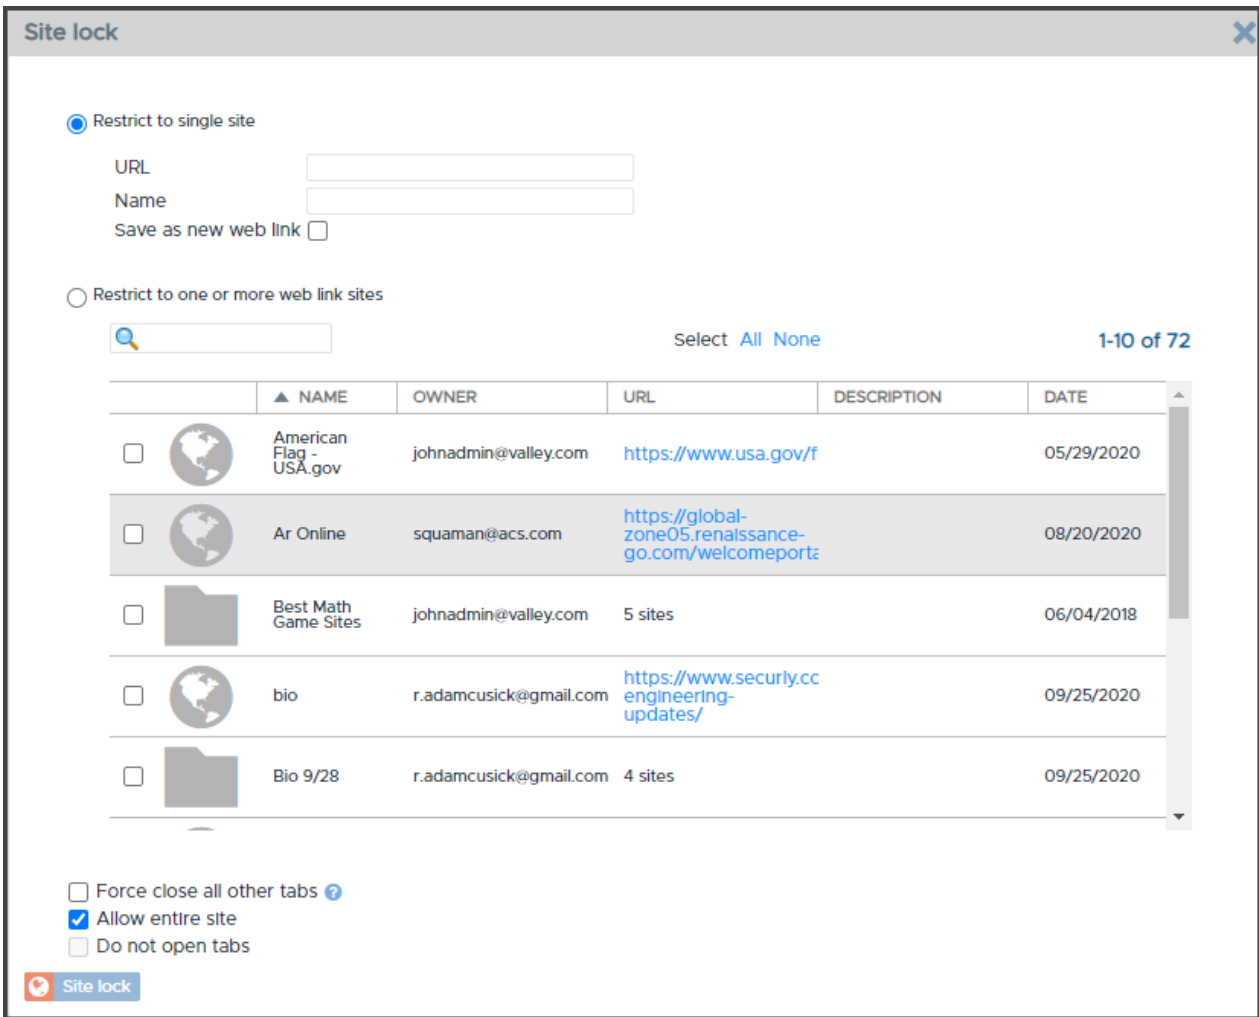 Site lock
Restrict to single site
URL
Name
Save as new web link
Restrict to one or more web link sites
Select All None 1-10 of 72
NAME OWNER URL DESCRIPTION DATE
American
Flag -
USA.gov
johnadmin@valley.com
https://www.usa.gov/f
05/29/2020
Ar Online
squaman@acs.com
https://global-
zone05.renaissance-
go.com/welcomeporta
08/20/2020
Best Math
Game Sites
johnadmin@valley.com
5 sites
06/04/2018
bio
r.adamcusick@gmail.com
https://www.securly.cc
engineering-
updates/
09/25/2020
Bio 9/28
r.adamcusick@gmail.com
4 sites
09/25/2020
Force close all other tabs ?
Allow entire site
Do not open tabs
Site lock